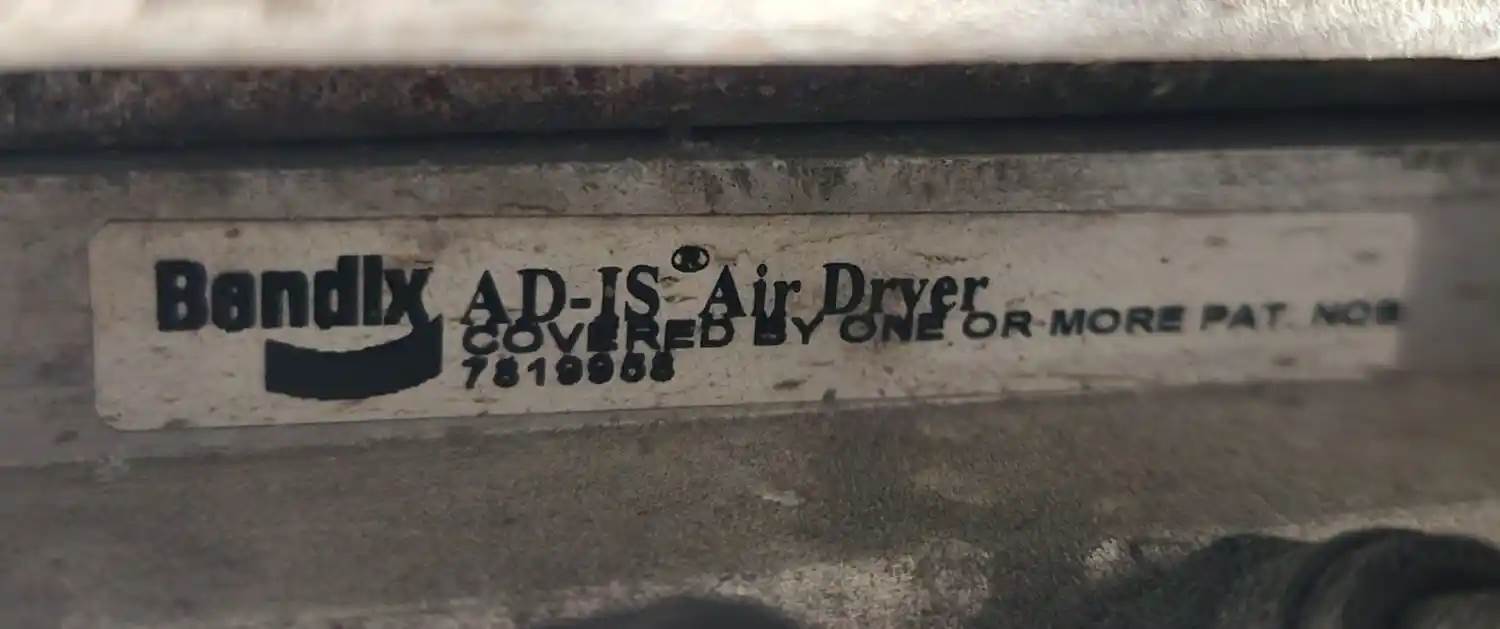 Bendix AD-IS® Air Dryer
COVERED BY ONE OR MORE PAT. NOS
7819958